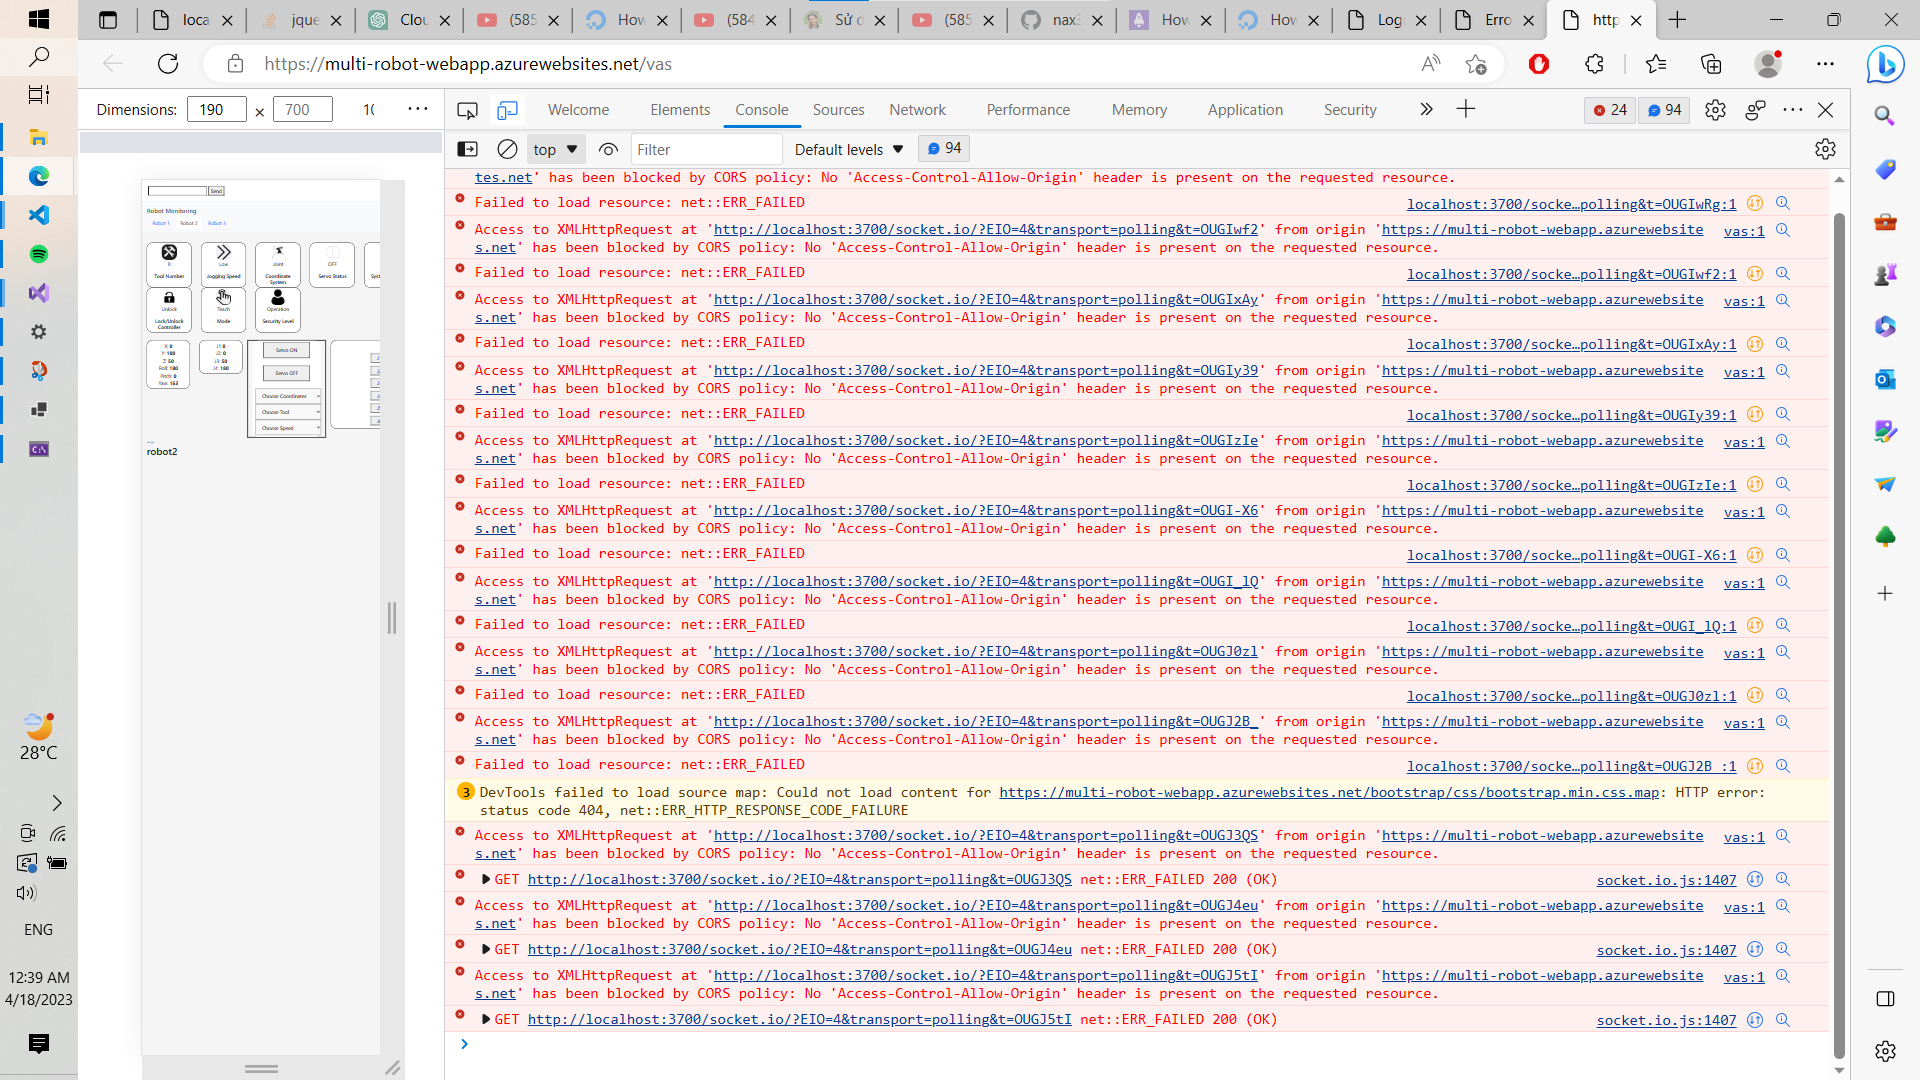 loca
jque
Clou
(585
How
(584
Sử d
(585
nax3
How
How
Logi
Erro
http
https://multi-robot-webapp.azurewebsites.net/vas
Dimensions: 190 × 700
Welcome Elements Console Sources Network Performance Memory Application Security
24 94
top Filter Default levels 94
Send
Robot Monitoring
Robot 1 Robot 2 Robot 3
0 Low Joint OFF
Tool Number Jogging Speed Coordinate System Servo Status
Unlock Teach Operation
Lock/Unlock Controller Mode Security Level
X: 0
Y: 100
Z: 50
Roll: 180
Pitch: 0
Yaw: 163
J1: 0
J2: 0
J3: 50
J4: 180
Servo ON
Servo OFF
Choose Coordinates
Choose Tool
Choose Speed
-->
robot2
tes.net' has been blocked by CORS policy: No 'Access-Control-Allow-Origin' header is present on the requested resource.
Failed to load resource: net::ERR_FAILED localhost:3700/socke…polling&t=OUGIwRg:1
Access to XMLHttpRequest at 'http://localhost:3700/socket.io/?EIO=4&transport=polling&t=OUGIwf2' from origin 'https://multi-robot-webapp.azurewebsite vas:1
s.net' has been blocked by CORS policy: No 'Access-Control-Allow-Origin' header is present on the requested resource.
Failed to load resource: net::ERR_FAILED localhost:3700/socke…polling&t=OUGIwf2:1
Access to XMLHttpRequest at 'http://localhost:3700/socket.io/?EIO=4&transport=polling&t=OUGIxAy' from origin 'https://multi-robot-webapp.azurewebsite vas:1
s.net' has been blocked by CORS policy: No 'Access-Control-Allow-Origin' header is present on the requested resource.
Failed to load resource: net::ERR_FAILED localhost:3700/socke…polling&t=OUGIxAy:1
Access to XMLHttpRequest at 'http://localhost:3700/socket.io/?EIO=4&transport=polling&t=OUGIy39' from origin 'https://multi-robot-webapp.azurewebsite vas:1
s.net' has been blocked by CORS policy: No 'Access-Control-Allow-Origin' header is present on the requested resource.
Failed to load resource: net::ERR_FAILED localhost:3700/socke…polling&t=OUGIy39:1
Access to XMLHttpRequest at 'http://localhost:3700/socket.io/?EIO=4&transport=polling&t=OUGIzIe' from origin 'https://multi-robot-webapp.azurewebsite vas:1
s.net' has been blocked by CORS policy: No 'Access-Control-Allow-Origin' header is present on the requested resource.
Failed to load resource: net::ERR_FAILED localhost:3700/socke…polling&t=OUGIzIe:1
Access to XMLHttpRequest at 'http://localhost:3700/socket.io/?EIO=4&transport=polling&t=OUGI-X6' from origin 'https://multi-robot-webapp.azurewebsite vas:1
s.net' has been blocked by CORS policy: No 'Access-Control-Allow-Origin' header is present on the requested resource.
Failed to load resource: net::ERR_FAILED localhost:3700/socke…polling&t=OUGI-X6:1
Access to XMLHttpRequest at 'http://localhost:3700/socket.io/?EIO=4&transport=polling&t=OUGI_lQ' from origin 'https://multi-robot-webapp.azurewebsite vas:1
s.net' has been blocked by CORS policy: No 'Access-Control-Allow-Origin' header is present on the requested resource.
Failed to load resource: net::ERR_FAILED localhost:3700/socke…polling&t=OUGI_lQ:1
Access to XMLHttpRequest at 'http://localhost:3700/socket.io/?EIO=4&transport=polling&t=OUGJ0zl' from origin 'https://multi-robot-webapp.azurewebsite vas:1
s.net' has been blocked by CORS policy: No 'Access-Control-Allow-Origin' header is present on the requested resource.
Failed to load resource: net::ERR_FAILED localhost:3700/socke…polling&t=OUGJ0zl:1
Access to XMLHttpRequest at 'http://localhost:3700/socket.io/?EIO=4&transport=polling&t=OUGJ2B_' from origin 'https://multi-robot-webapp.azurewebsite vas:1
s.net' has been blocked by CORS policy: No 'Access-Control-Allow-Origin' header is present on the requested resource.
Failed to load resource: net::ERR_FAILED localhost:3700/socke…polling&t=OUGJ2B_:1
3 DevTools failed to load source map: Could not load content for https://multi-robot-webapp.azurewebsites.net/bootstrap/css/bootstrap.min.css.map: HTTP error:
status code 404, net::ERR_HTTP_RESPONSE_CODE_FAILURE
Access to XMLHttpRequest at 'http://localhost:3700/socket.io/?EIO=4&transport=polling&t=OUGJ3QS' from origin 'https://multi-robot-webapp.azurewebsite vas:1
s.net' has been blocked by CORS policy: No 'Access-Control-Allow-Origin' header is present on the requested resource.
GET http://localhost:3700/socket.io/?EIO=4&transport=polling&t=OUGJ3QS net::ERR_FAILED 200 (OK) socket.io.js:1407
Access to XMLHttpRequest at 'http://localhost:3700/socket.io/?EIO=4&transport=polling&t=OUGJ4eu' from origin 'https://multi-robot-webapp.azurewebsite vas:1
s.net' has been blocked by CORS policy: No 'Access-Control-Allow-Origin' header is present on the requested resource.
GET http://localhost:3700/socket.io/?EIO=4&transport=polling&t=OUGJ4eu net::ERR_FAILED 200 (OK) socket.io.js:1407
Access to XMLHttpRequest at 'http://localhost:3700/socket.io/?EIO=4&transport=polling&t=OUGJ5tI' from origin 'https://multi-robot-webapp.azurewebsite vas:1
s.net' has been blocked by CORS policy: No 'Access-Control-Allow-Origin' header is present on the requested resource.
GET http://localhost:3700/socket.io/?EIO=4&transport=polling&t=OUGJ5tI net::ERR_FAILED 200 (OK) socket.io.js:1407
28°C
ENG
12:39 AM
4/18/2023